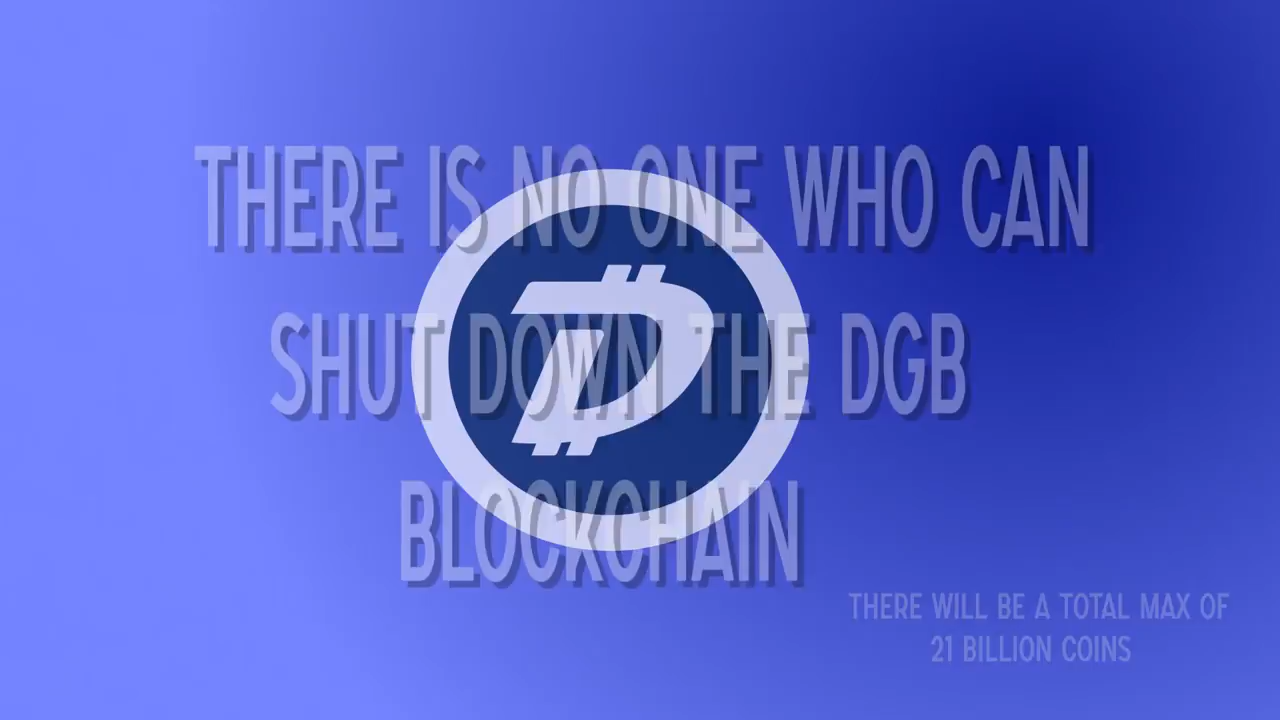 THERE IS NO ONE WHO CAN
SHUT DOWN THE DGB
BLOCKCHAIN
THERE WILL BE A TOTAL MAX OF
21 BILLION COINS